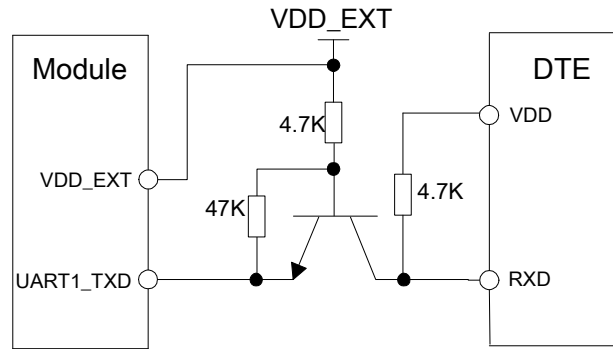 VDD_EXT
Module
DTE
VDD
4.7K
VDD_EXT
47K
4.7K
UART1_TXD
RXD